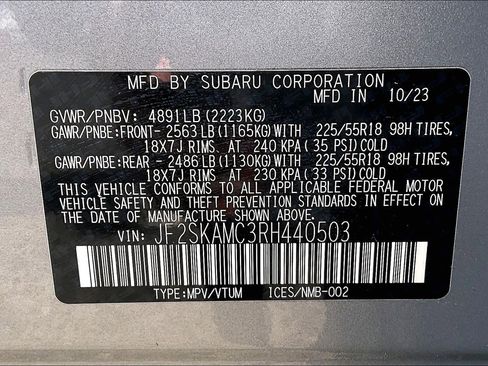 MFD BY SUBARU CORPORATION
MFD IN 10/23
GVWR/PNBV: 4891LB (2223KG)
GAWR/PNBE:FRONT- 2563 LB (1165KG) WITH 225/55R18 98H TIRES,
18X7J RIMS. AT 240 KPA (35 PSI) COLD
GAWR/PNBE:REAR - 2486 LB (1130KG) WITH 225/55R18 98H TIRES,
18X7J RIMS. AT 230 KPA (33 PSI) COLD
THIS VEHICLE CONFORMS TO ALL APPLICABLE FEDERAL MOTOR
VEHICLE SAFETY AND THEFT PREVENTION STANDARDS IN EFFECT
ON THE DATE OF MANUFACTURE SHOWN ABOVE.
VIN: JF2SKAMC3RH440503
TYPE:MPV/VTUM ICES/NMB-002